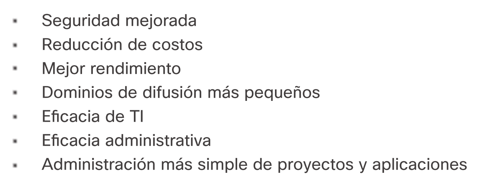 Seguridad mejorada
Reducción de costos
Mejor rendimiento
Dominios de difusión más pequeños
Eficacia de TI
Eficacia administrativa
Administración más simple de proyectos y aplicaciones